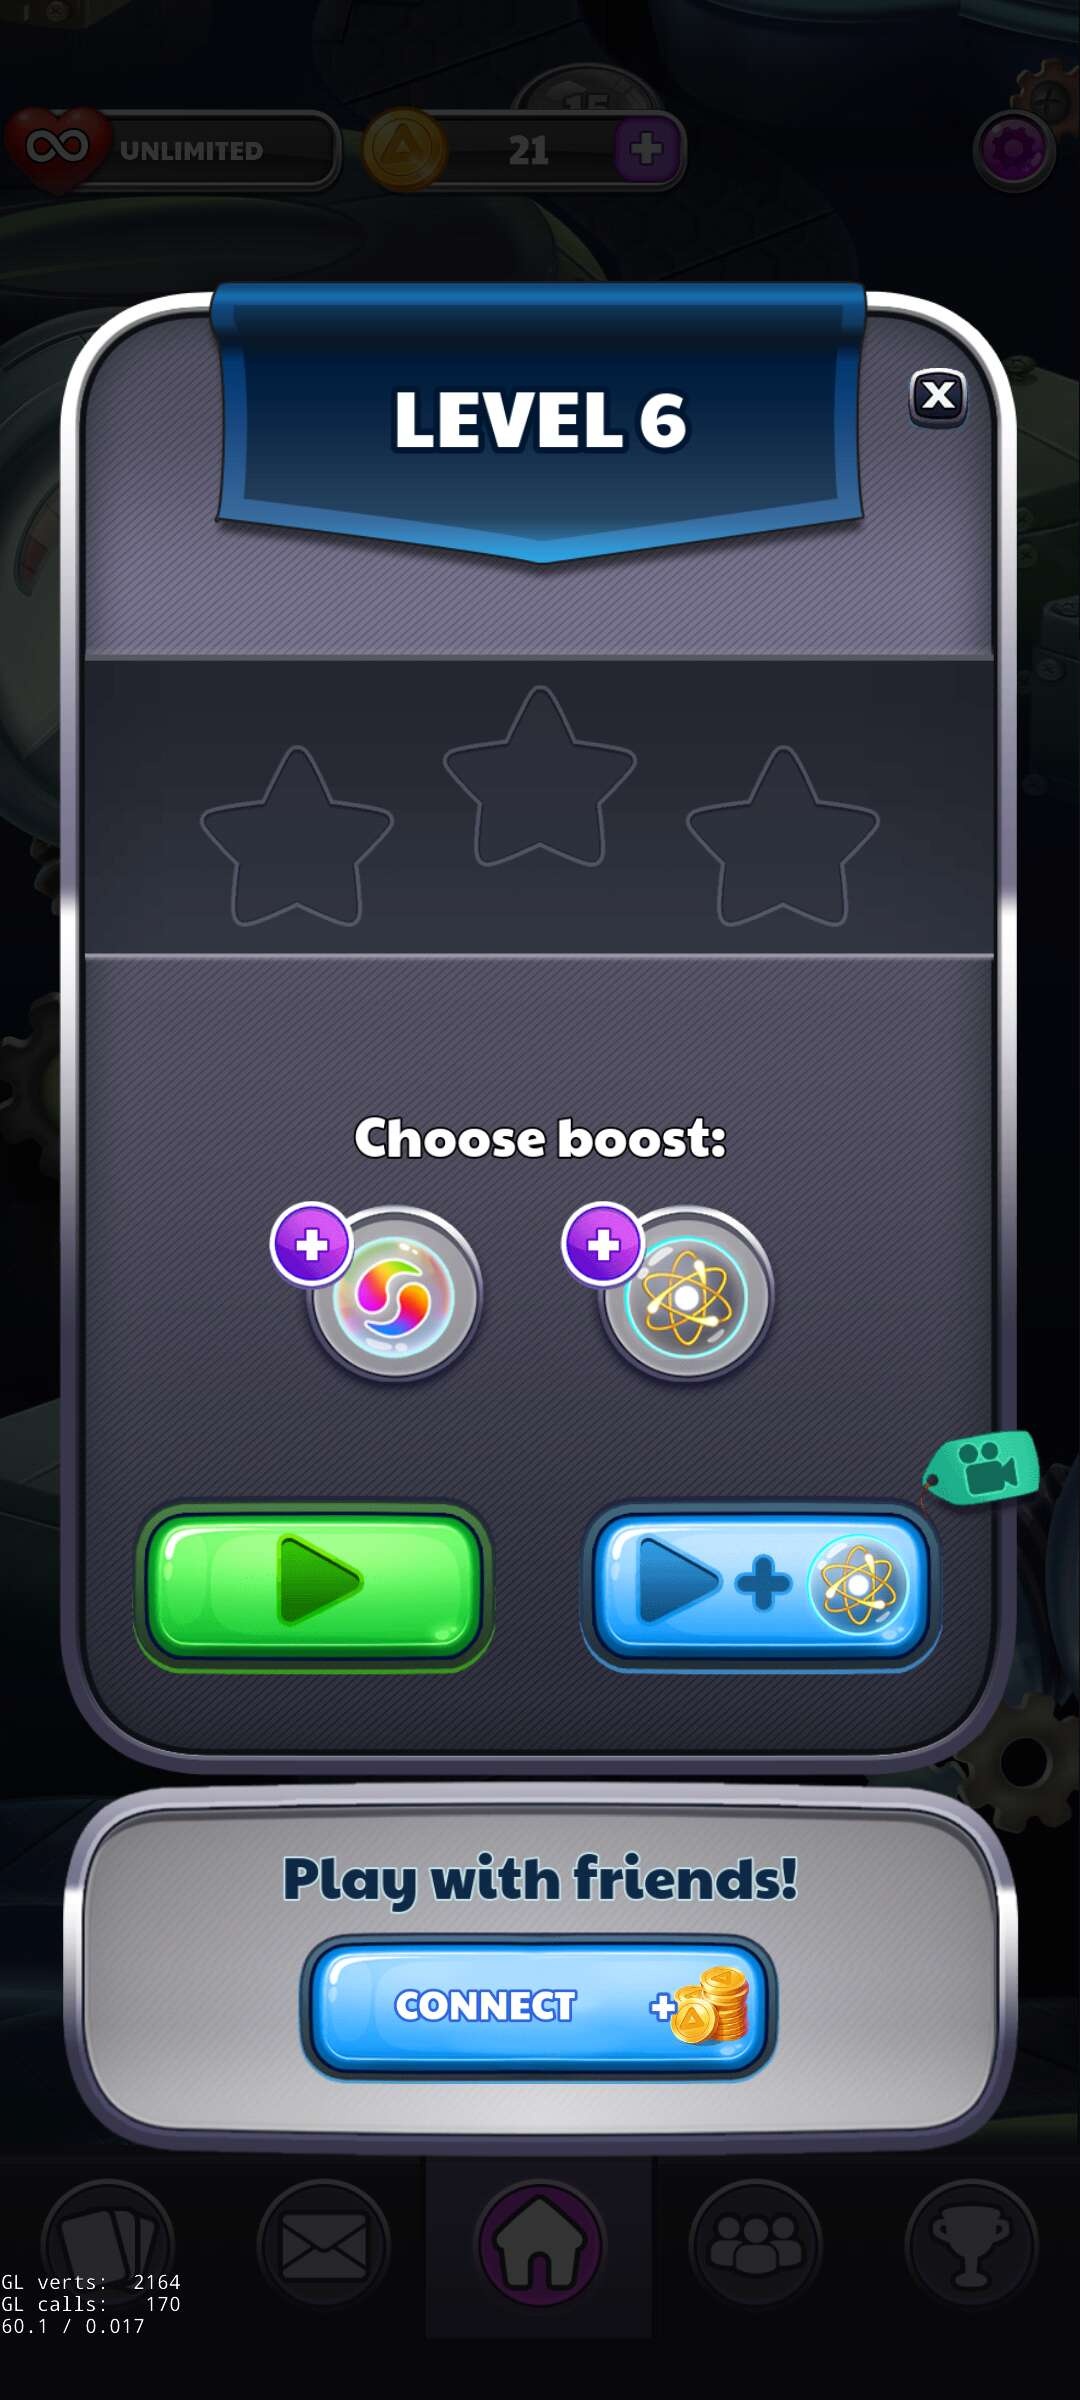 15
UNLIMITED
21
LEVEL 6
X
Choose boost:
Play with friends!
CONNECT +
GL verts: 2164
GL calls: 170
60.1 / 0.017